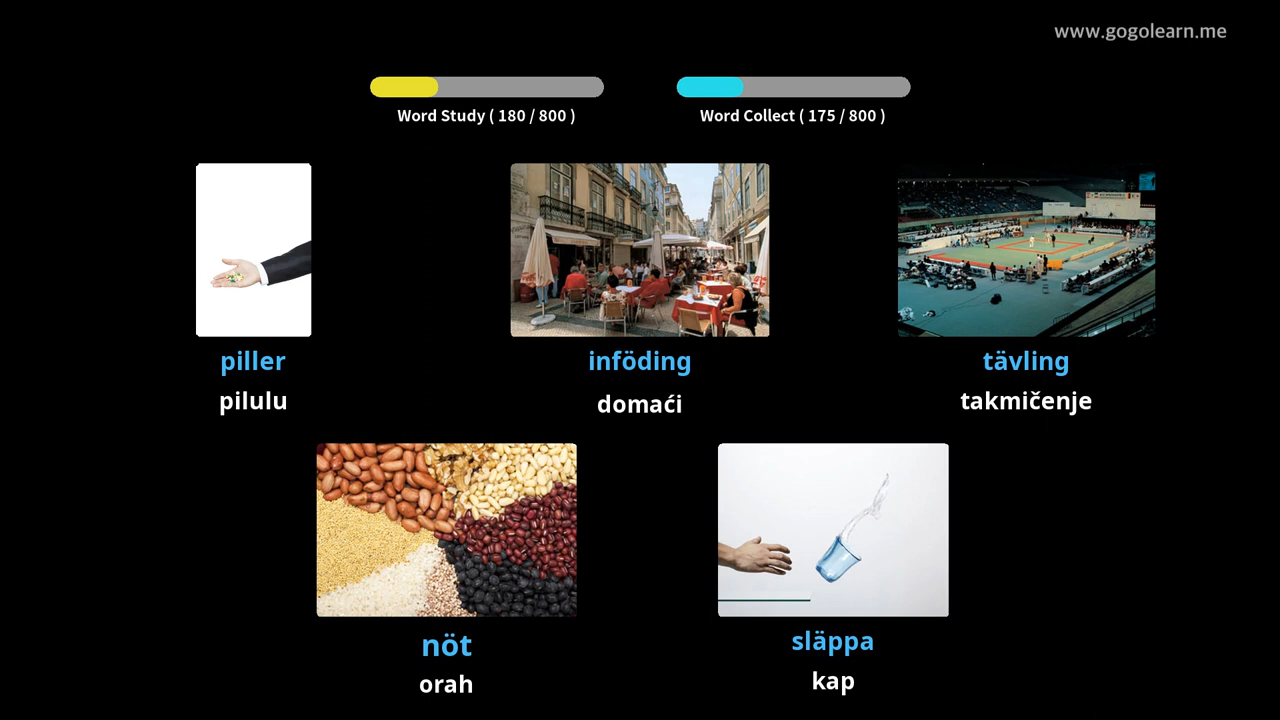 www.gogolearn.me
Word Study ( 180 / 800 )
Word Collect ( 175 / 800 )
piller
pilulu
inföding
domaći
tävling
takmičenje
nöt
orah
släppa
kap